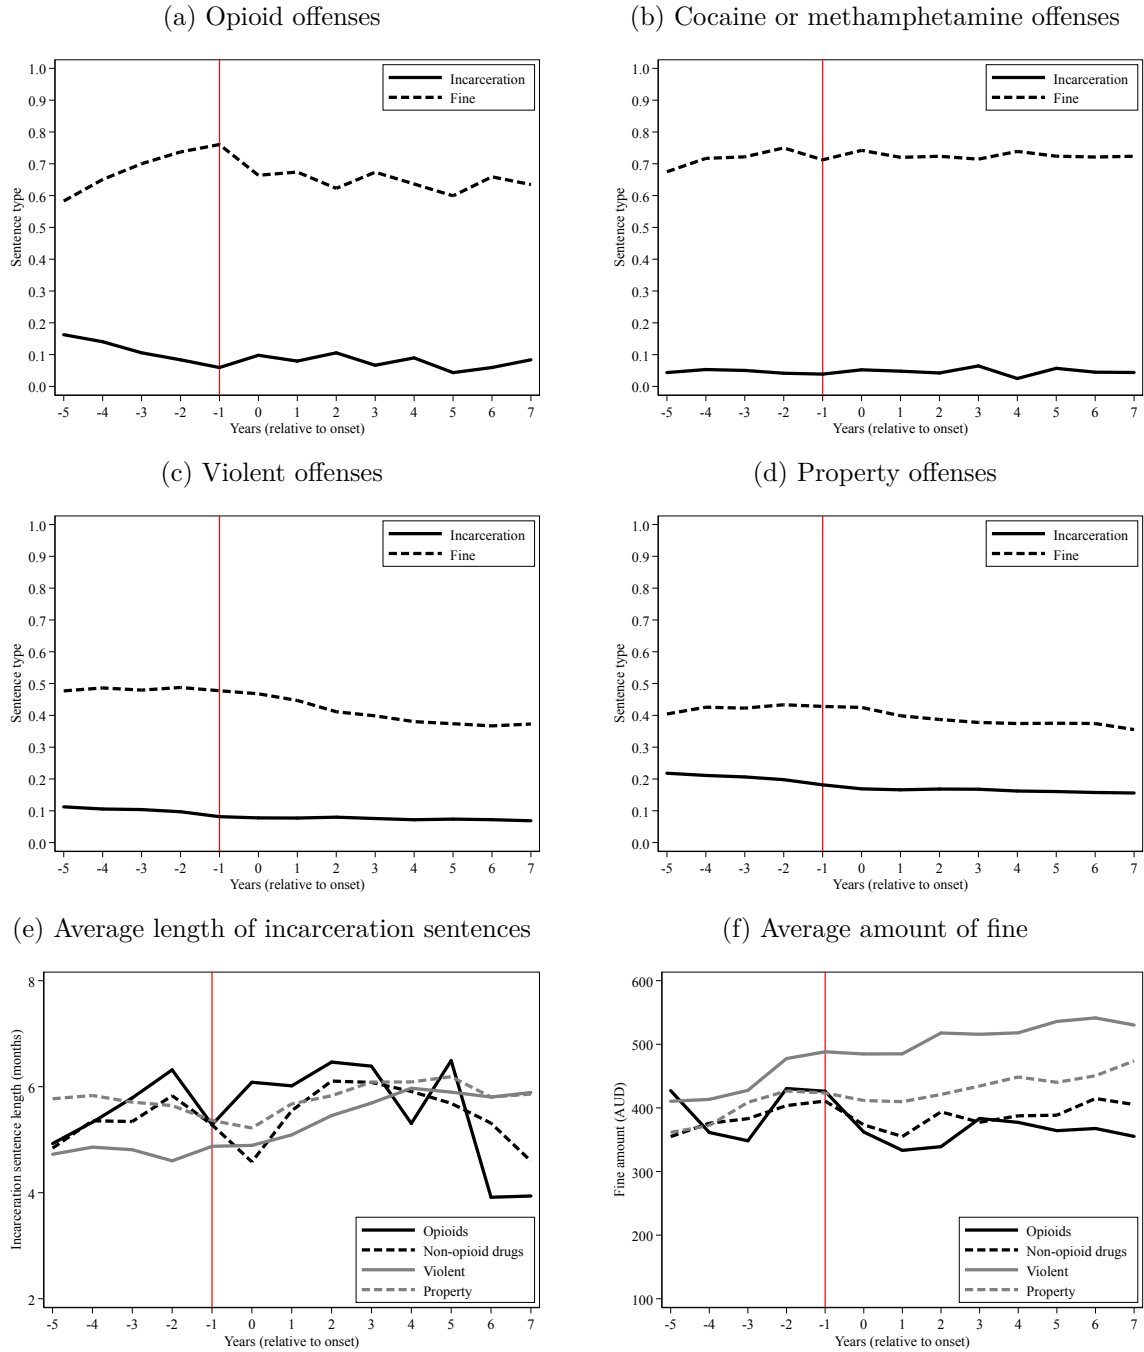 (a) Opioid offenses
1.0
0.9
0.8
0.7
0.6
0.5
0.4
0.3
0.2
0.1
0.0
Sentence type
Incarceration
Fine
-5 -4 -3 -2 -1 0 1 2 3 4 5 6 7
Years (relative to onset)
(b) Cocaine or methamphetamine offenses
1.0
0.9
0.8
0.7
0.6
0.5
0.4
0.3
0.2
0.1
0.0
Sentence type
Incarceration
Fine
-5 -4 -3 -2 -1 0 1 2 3 4 5 6 7
Years (relative to onset)
(c) Violent offenses
1.0
0.9
0.8
0.7
0.6
0.5
0.4
0.3
0.2
0.1
0.0
Sentence type
Incarceration
Fine
-5 -4 -3 -2 -1 0 1 2 3 4 5 6 7
Years (relative to onset)
(d) Property offenses
1.0
0.9
0.8
0.7
0.6
0.5
0.4
0.3
0.2
0.1
0.0
Sentence type
Incarceration
Fine
-5 -4 -3 -2 -1 0 1 2 3 4 5 6 7
Years (relative to onset)
(e) Average length of incarceration sentences
8
6
4
2
Incarceration sentence length (months)
Opioids
Non-opioid drugs
Violent
Property
-5 -4 -3 -2 -1 0 1 2 3 4 5 6 7
Years (relative to onset)
(f) Average amount of fine
600
500
400
300
100
Fine amount (AUD)
Opioids
Non-opioid drugs
Violent
Property
-5 -4 -3 -2 -1 0 1 2 3 4 5 6 7
Years (relative to onset)